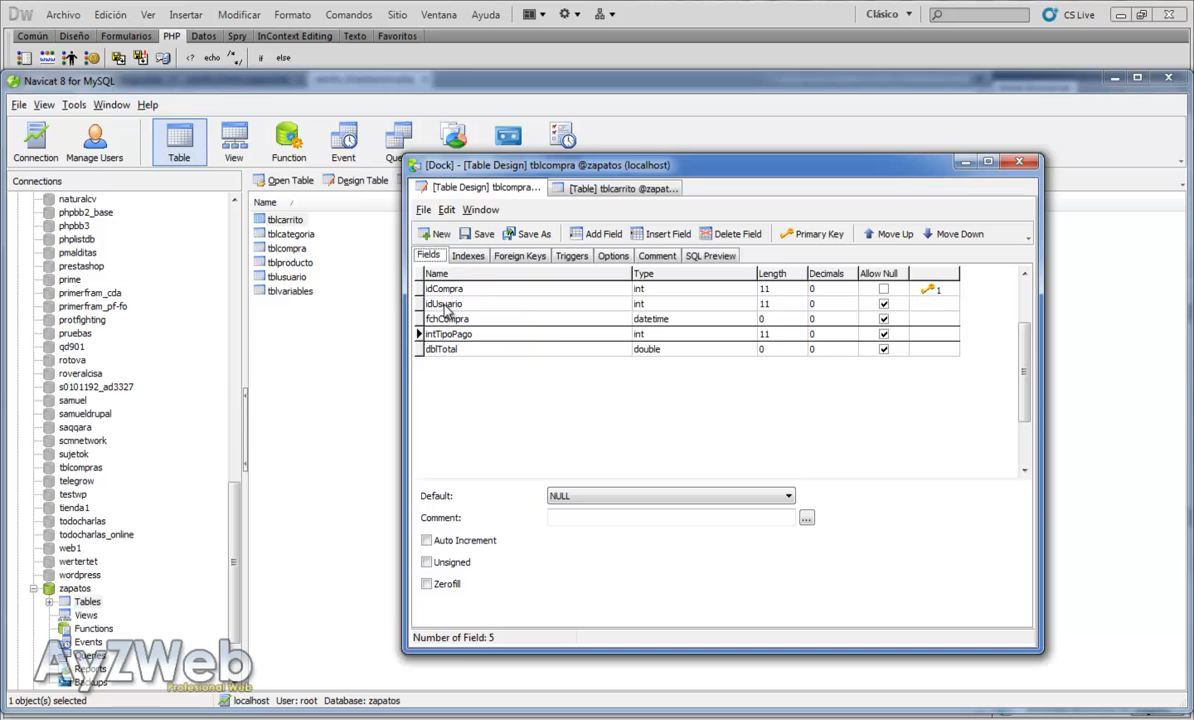 Dw Archivo Edición Ver Insertar Modificar Formato Comandos Sitio Ventana Ayuda Clásico CS Live
Común Diseño Formularios PHP Datos Spry InContext Editing Texto Favoritos
<? echo if else
Navicat 8 for MySQL
File View Tools Window Help
Connection Manage Users Table View Function Event
Connections
Open Table Design Table
Name
naturalcv
phpbb2_base
phpbb3
phplistdb
pmalditas
prestashop
prime
primerfram_cda
primerfram_pf-fo
protfighting
pruebas
qd901
rotova
royeralcisa
s0101192_ad3327
samuel
samueldrupal
saqqara
scmnetwork
sujetok
tblcompras
telegrow
testwp
tienda1
todocharlas
todocharlas_online
web1
wertertet
wordpress
zapatos
Tables
Views
Functions
Events
Queries
Reports
Backups
tblcarrito
tblcategoria
tblcompra
tblproducto
tblusuario
tblvariables
[Dock] - [Table Design] tblcompra @zapatos (localhost)
[Table Design] tblcompra... [Table] tblcarrito @zapat...
File Edit Window
New Save Save As Add Field Insert Field Delete Field Primary Key Move Up Move Down
Fields Indexes Foreign Keys Triggers Options Comment SQL Preview
Name Type Length Decimals Allow Null
idCompra int 11 0 1
idUsuario int 11 0
fchCompra datetime 0 0
intTipoPago int 11 0
dblTotal double 0 0
Default: NULL
Comment: ...
Auto Increment
Unsigned
Zerofill
Number of Field: 5
AyZWeb
Profesional Web
1 object(s) selected localhost User: root Database: zapatos